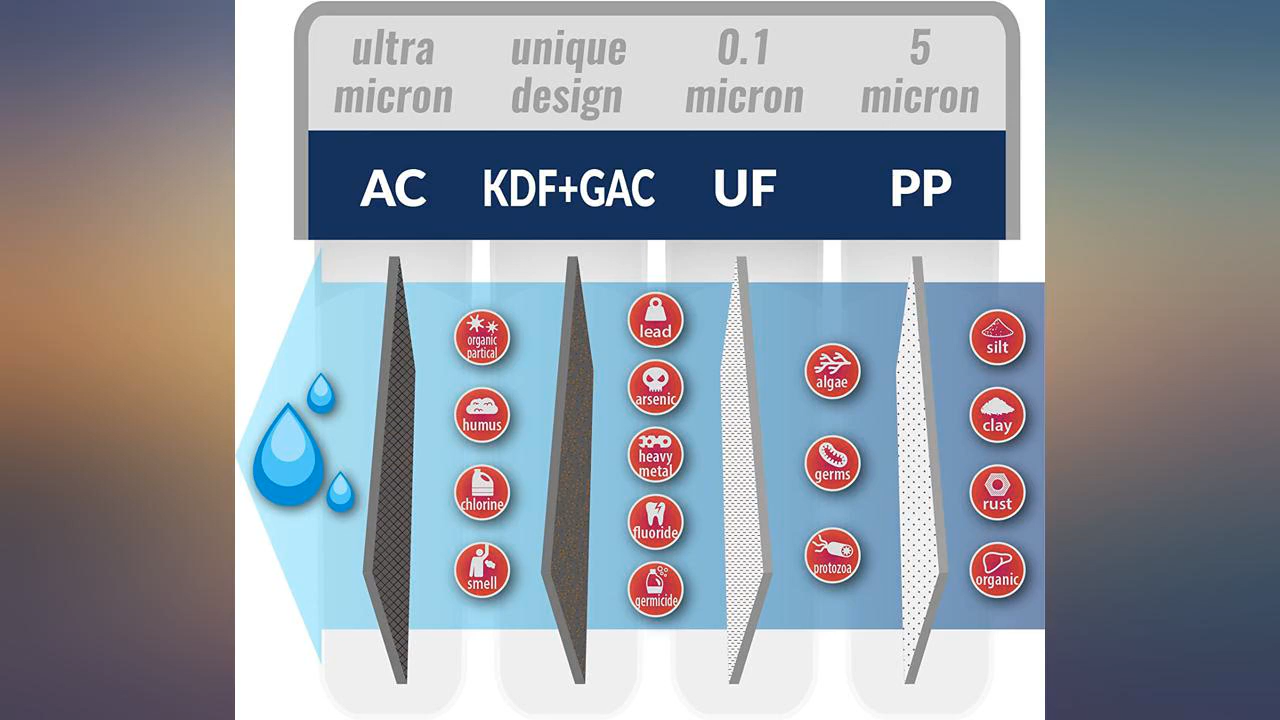 ultra
micron
unique
design
0.1
micron
5
micron
AC
KDF+GAC
UF
PP
organic
partical
humus
chlorine
smell
lead
arsenic
heavy
metal
fluoride
germicide
algae
germs
protozoa
silt
clay
rust
organic